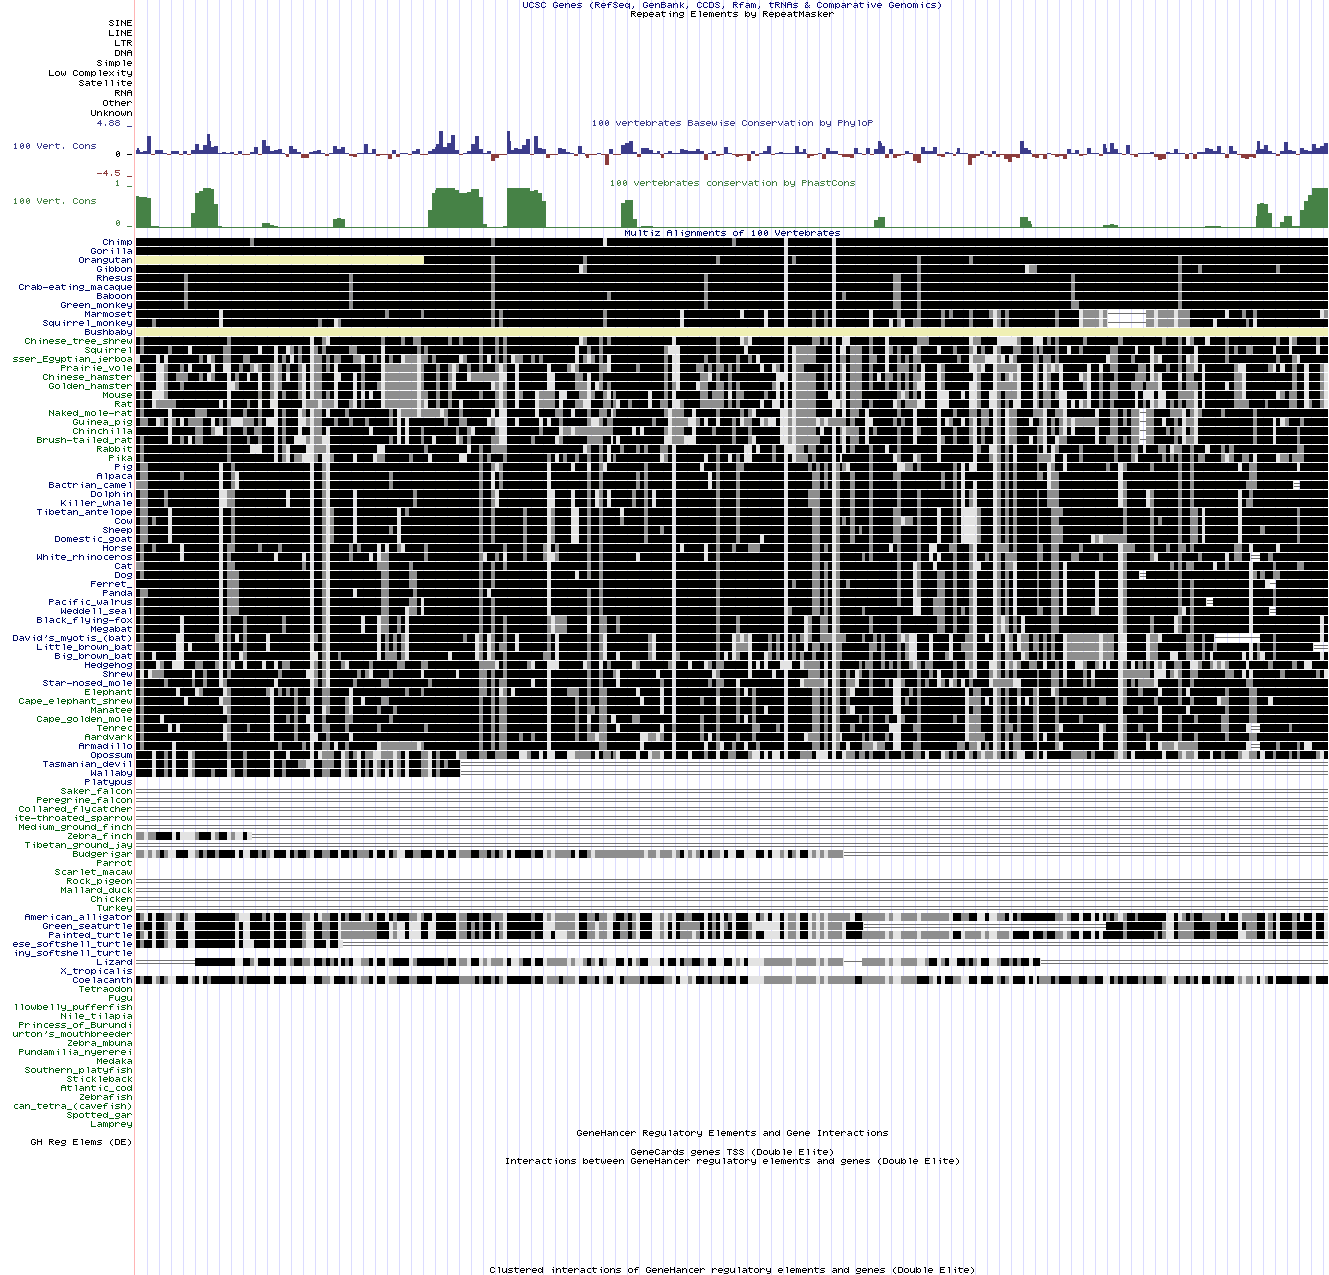 UCSC Genes (RefSeq, GenBank, CCDS, Rfam, tRNAs & Comparative Genomics)
Repeating Elements by RepeatMasker
SINE
LINE
LTR
DNA
Simple
Low Complexity
Satellite
RNA
Other
Unknown
4.88 _
100 vertebrates Basewise Conservation by PhyloP
100 Vert. Cons
0 _
-4.5 _
100 vertebrates conservation by PhastCons
1 _
100 Vert. Cons
0 _
Multiz Alignments of 100 Vertebrates
Chimp
Gorilla
Orangutan
Gibbon
Rhesus
Crab-eating_macaque
Baboon
Green_monkey
Marmoset
Squirrel_monkey
Bushbaby
Chinese_tree_shrew
Squirrel
sser_Egyptian_jerboa
Prairie_vole
Chinese_hamster
Golden_hamster
Mouse
Rat
Naked_mole-rat
Guinea_pig
Chinchilla
Brush-tailed_rat
Rabbit
Pika
Pig
Alpaca
Bactrian_camel
Dolphin
Killer_whale
Tibetan_antelope
Cow
Sheep
Domestic_goat
Horse
White_rhinoceros
Cat
Dog
Ferret_
Panda
Pacific_walrus
Weddell_seal
Black_flying-fox
Megabat
David's_myotis_(bat)
Little_brown_bat
Big_brown_bat
Hedgehog
Shrew
Star-nosed_mole
Elephant
Cape_elephant_shrew
Manatee
Cape_golden_mole
Tenrec
Aardvark
Armadillo
Opossum
Tasmanian_devil
Wallaby
Platypus
Saker_falcon
Peregrine_falcon
Collared_flycatcher
ite-throated_sparrow
Medium_ground_finch
Zebra_finch
Tibetan_ground_jay
Budgerigar
Parrot
Scarlet_macaw
Rock_pigeon
Mallard_duck
Chicken
Turkey
American_alligator
Green_seaturtle
Painted_turtle
ese_softshell_turtle
iny_softshell_turtle
Lizard
X_tropicalis
Coelacanth
Tetraodon
Fugu
llowbelly_pufferfish
Nile_tilapia
Princess_of_Burundi
urton's_mouthbreeder
Zebra_mbuna
Pundamilia_nyererei
Medaka
Southern_platyfish
Stickleback
Atlantic_cod
Zebrafish
can_tetra_(cavefish)
Spotted_gar
Lamprey
GeneHancer Regulatory Elements and Gene Interactions
GH Reg Elems (DE)
GeneCards genes TSS (Double Elite)
Interactions between GeneHancer regulatory elements and genes (Double Elite)
Clustered interactions of GeneHancer regulatory elements and genes (Double Elite)